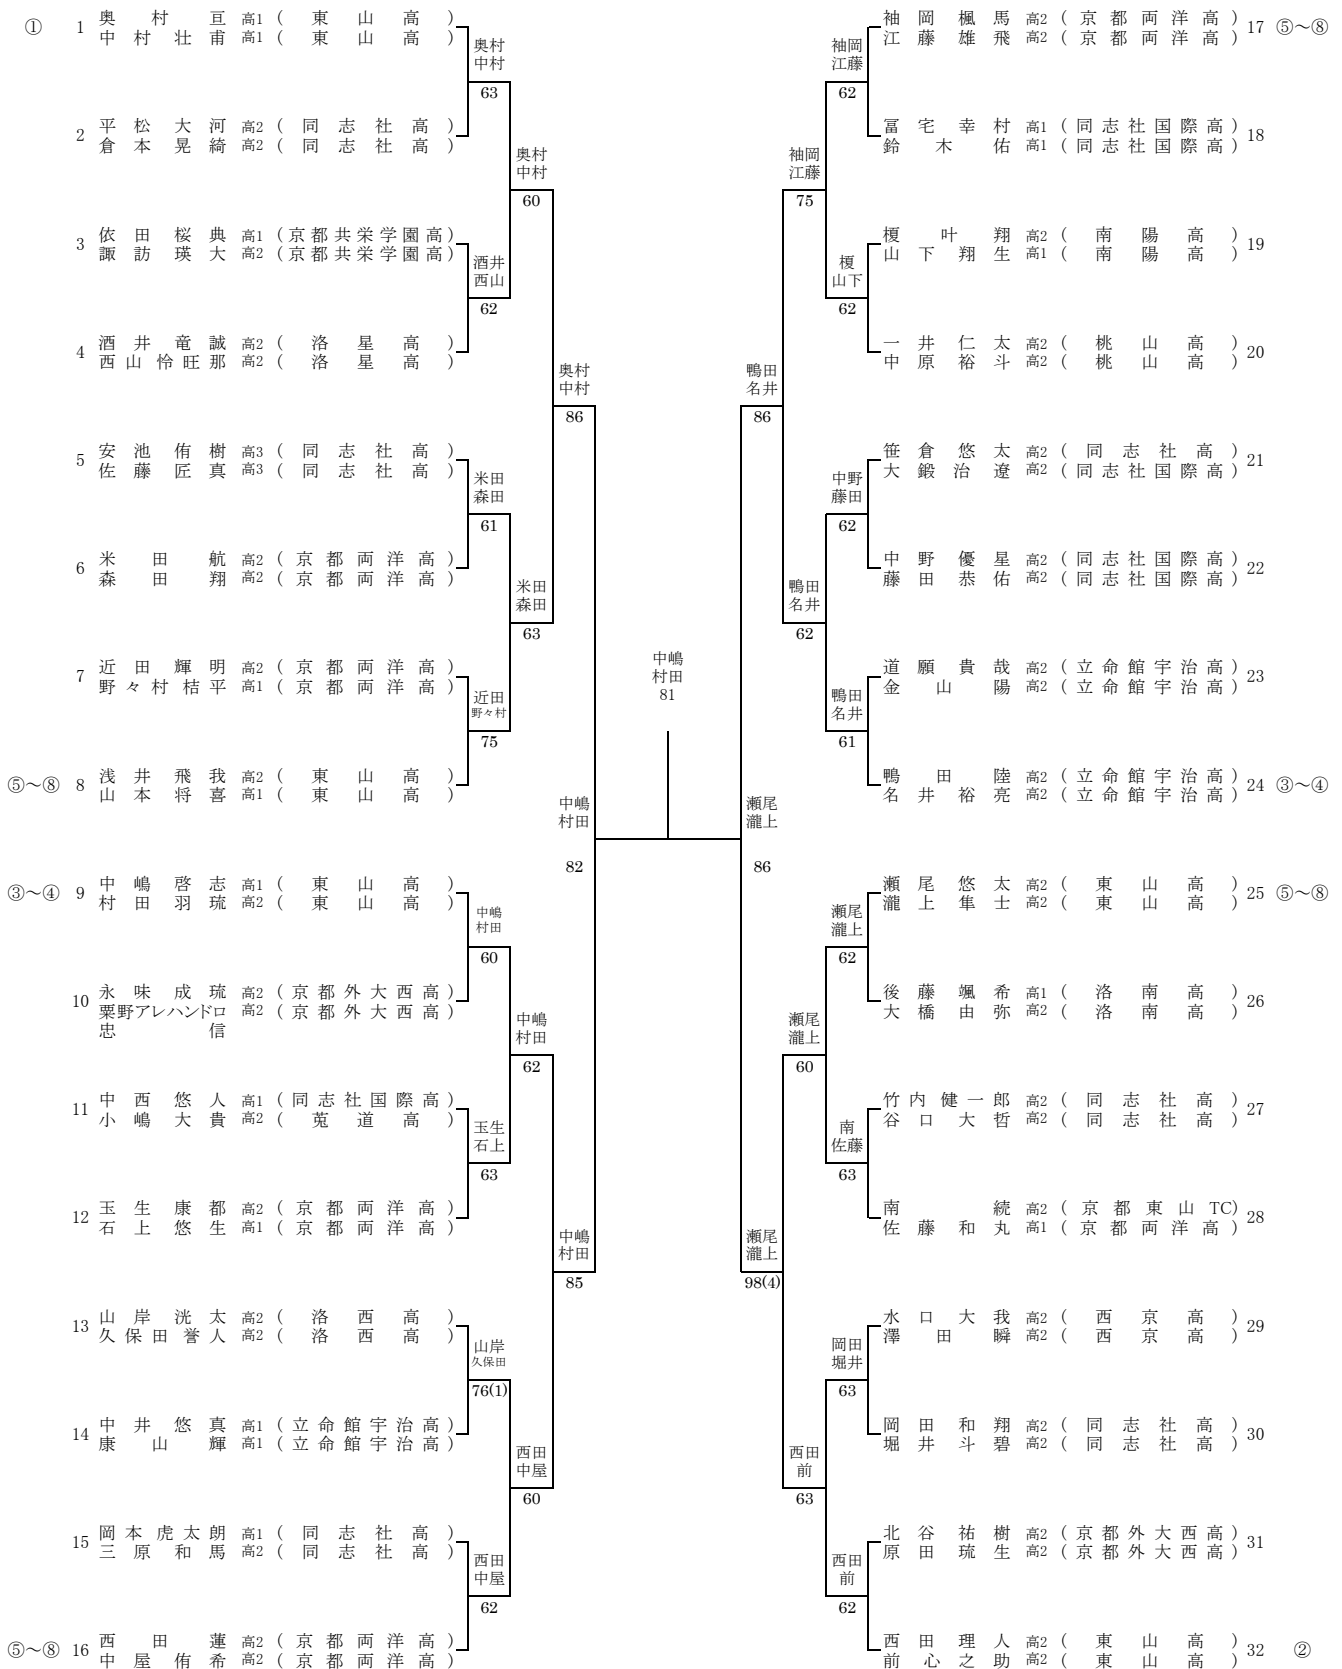 ① 1 奥村亘 高1 (東山高)
中村壮甫 高1 (東山高)
奥村
中村
63
2 平松大河 高2 (同志社高)
倉本晃綺 高2 (同志社高)
奥村
中村
60
3 依田桜典 高1 (京都共栄学園高)
諏訪瑛大 高2 (京都共栄学園高)
酒井
西山
62
4 酒井竜誠 高2 (洛星高)
西山怜旺那 高2 (洛星高)
奥村
中村
86
5 安池侑樹 高3 (同志社高)
佐藤匠真 高3 (同志社高)
米田
森田
61
6 米田航 高2 (京都両洋高)
森田翔 高2 (京都両洋高)
米田
森田
63
7 近田輝明 高2 (京都両洋高)
野々村桔平 高1 (京都両洋高)
近田
野々村
75
⑤～⑧ 8 浅井飛我 高2 (東山高)
山本将喜 高1 (東山高)
中嶋
村田
82
③～④ 9 中嶋啓志 高1 (東山高)
村田羽琉 高2 (東山高)
中嶋
村田
60
10 永味成琉 高2 (京都外大西高)
粟野アレハンドロ 高2 (京都外大西高)
忠信
中嶋
村田
62
11 中西悠人 高1 (同志社国際高)
小嶋大貴 高2 (莵道高)
玉生
石上
63
12 玉生康都 高2 (京都両洋高)
石上悠生 高1 (京都両洋高)
中嶋
村田
85
13 山岸洸太 高2 (洛西高)
久保田誉人 高2 (洛西高)
山岸
久保田
76(1)
14 中井悠真 高1 (立命館宇治高)
康山輝 高1 (立命館宇治高)
西田
中屋
60
15 岡本虎太朗 高1 (同志社高)
三原和馬 高2 (同志社高)
西田
中屋
62
⑤～⑧ 16 西田蓮 高2 (京都両洋高)
中屋侑希 高2 (京都両洋高)
中嶋
村田
81
袖岡楓馬 高2 (京都両洋高) 17 ⑤～⑧
江藤雄飛 高2 (京都両洋高)
袖岡
江藤
62
冨宅幸村 高1 (同志社国際高) 18
鈴木佑 高1 (同志社国際高)
袖岡
江藤
75
榎叶翔 高2 (南陽高) 19
山下翔生 高1 (南陽高)
榎
山下
62
一井仁太 高2 (桃山高) 20
中原裕斗 高2 (桃山高)
鴨田
名井
86
笹倉悠太 高2 (同志社高) 21
大鍛治遼 高2 (同志社国際高)
中野
藤田
62
中野優星 高2 (同志社国際高) 22
藤田恭佑 高2 (同志社国際高)
鴨田
名井
62
道願貴哉 高2 (立命館宇治高) 23
金山陽 高2 (立命館宇治高)
鴨田
名井
61
鴨田陸 高2 (立命館宇治高) 24 ③～④
名井裕亮 高2 (立命館宇治高)
瀬尾
瀧上
86
瀬尾悠太 高2 (東山高) 25 ⑤～⑧
瀧上隼士 高2 (東山高)
瀬尾
瀧上
62
後藤颯希 高1 (洛南高) 26
大橋由弥 高2 (洛南高)
瀬尾
瀧上
60
竹内健一郎 高2 (同志社高) 27
谷口大哲 高2 (同志社高)
南
佐藤
63
南続 高2 (京都東山TC) 28
佐藤和丸 高1 (京都両洋高)
瀬尾
瀧上
98(4)
水口大我 高2 (西京高) 29
澤田瞬 高2 (西京高)
岡田
堀井
63
岡田和翔 高2 (同志社高) 30
堀井斗碧 高2 (同志社高)
西田
前
63
北谷祐樹 高2 (京都外大西高) 31
原田琉生 高2 (京都外大西高)
西田
前
62
西田理人 高2 (東山高) 32 ②
前心之助 高2 (東山高)